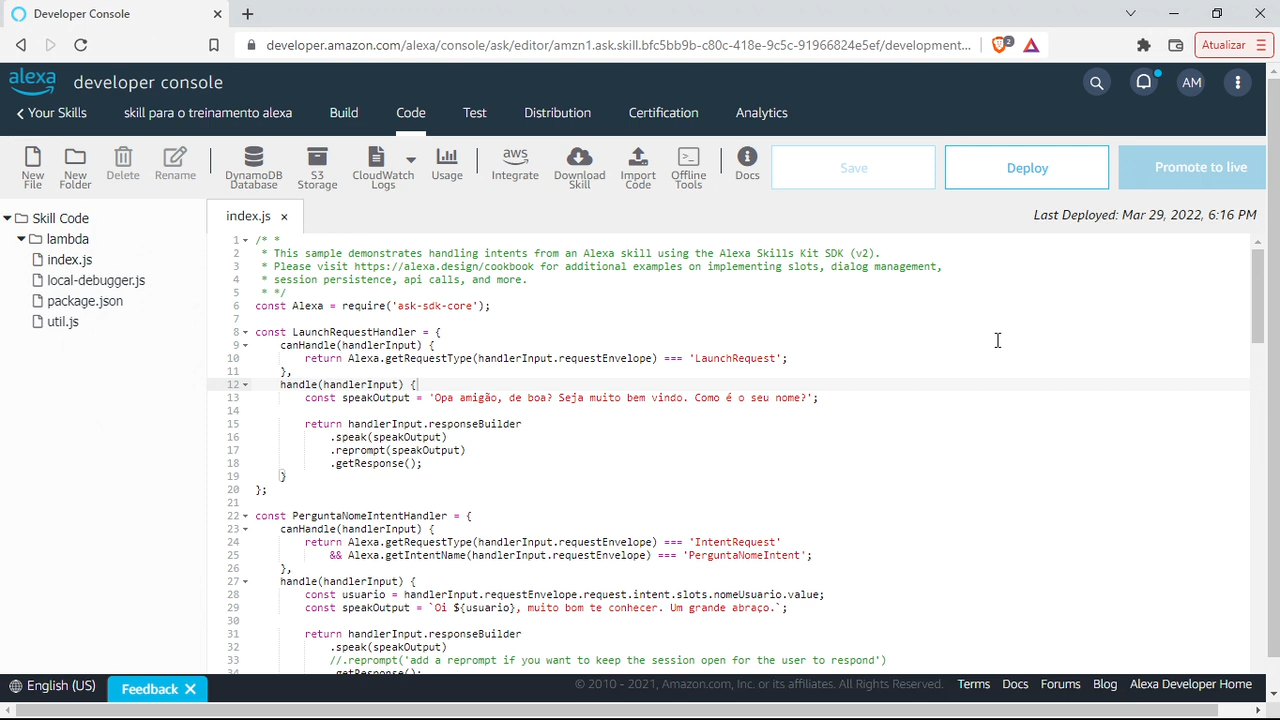 Developer Console
developer.amazon.com/alexa/console/ask/editor/amzn1.ask.skill.bfc5bb9b-c80c-418e-9c5c-91966824e5ef/development...
2
Atualizar
alexa developer console
AM
Your Skills skill para o treinamento alexa Build Code Test Distribution Certification Analytics
New File New Folder Delete Rename DynamoDB Database S3 Storage CloudWatch Logs Usage aws Integrate Download Skill Import Code Offline Tools Docs Save Deploy Promote to live
index.js Last Deployed: Mar 29, 2022, 6:16 PM
Skill Code
lambda
index.js
local-debugger.js
package.json
util.js
1 /* *
2 * This sample demonstrates handling intents from an Alexa skill using the Alexa Skills Kit SDK (v2).
3 * Please visit https://alexa.design/cookbook for additional examples on implementing slots, dialog management,
4 * session persistence, api calls, and more.
5 * */
6 const Alexa = require('ask-sdk-core');
7
8 const LaunchRequestHandler = {
9 canHandle(handlerInput) {
10 return Alexa.getRequestType(handlerInput.requestEnvelope) === 'LaunchRequest';
11 },
12 handle(handlerInput) {
13 const speakOutput = 'Opa amigão, de boa? Seja muito bem vindo. Como é o seu nome?';
14
15 return handlerInput.responseBuilder
16 .speak(speakOutput)
17 .reprompt(speakOutput)
18 .getResponse();
19 }
20 };
21
22 const PerguntaNomeIntentHandler = {
23 canHandle(handlerInput) {
24 return Alexa.getRequestType(handlerInput.requestEnvelope) === 'IntentRequest'
25 && Alexa.getIntentName(handlerInput.requestEnvelope) === 'PerguntaNomeIntent';
26 },
27 handle(handlerInput) {
28 const usuario = handlerInput.requestEnvelope.request.intent.slots.nomeUsuario.value;
29 const speakOutput = `Oi ${usuario}, muito bom te conhecer. Um grande abraço.`;
30
31 return handlerInput.responseBuilder
32 .speak(speakOutput)
33 //.reprompt('add a reprompt if you want to keep the session open for the user to respond')
34 .getResponse();
English (US) Feedback © 2010 - 2021, Amazon.com, Inc. or its affiliates. All Rights Reserved. Terms Docs Forums Blog Alexa Developer Home